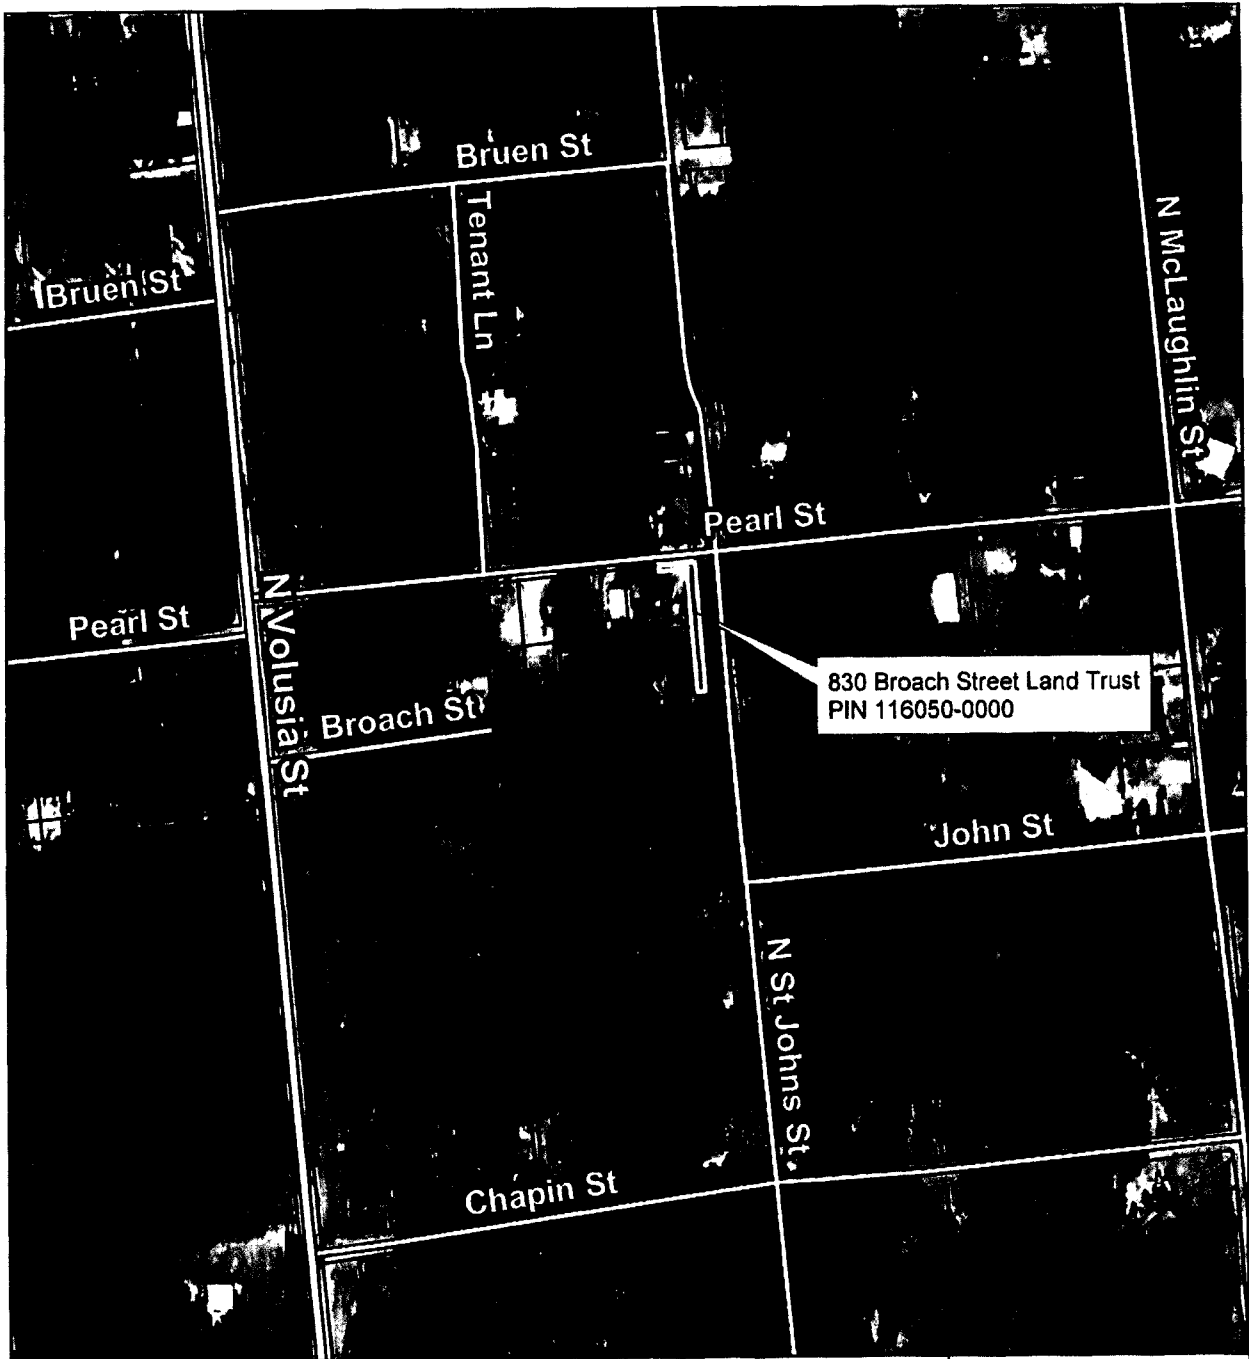 Bruen St
Tenant Ln
N McLaughlin St
Bruen St
Pearl St
N Volusia St
Pearl St
830 Broach Street Land Trust
PIN 116050-0000
Broach St
John St
N St Johns St
Chapin St